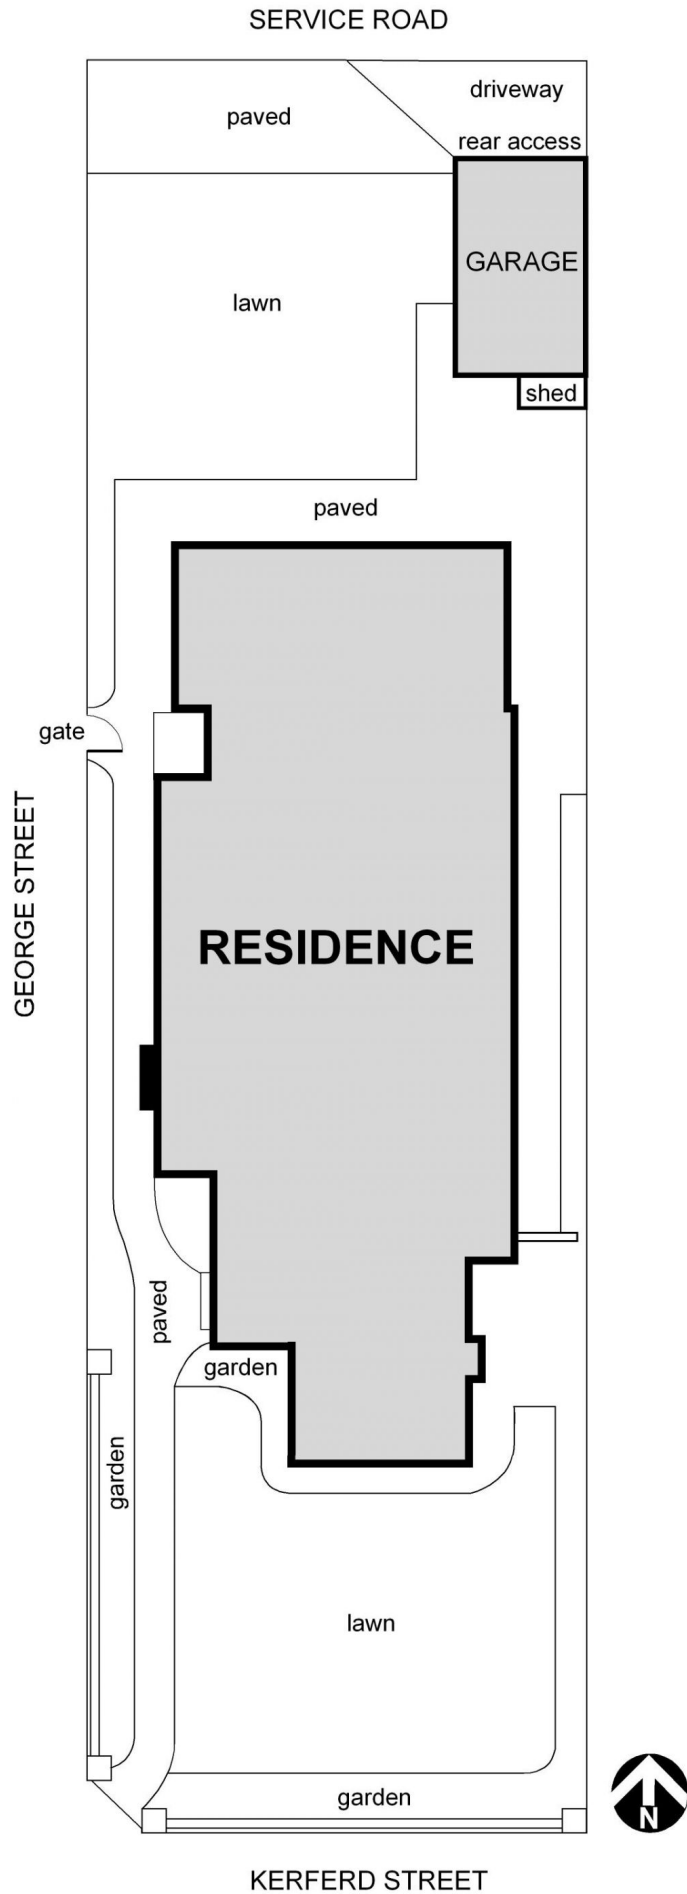 SERVICE ROAD
driveway
paved
rear access
GARAGE
lawn
shed
paved
gate
GEORGE STREET
RESIDENCE
paved
garden
garden
lawn
garden
N
KERFERD STREET